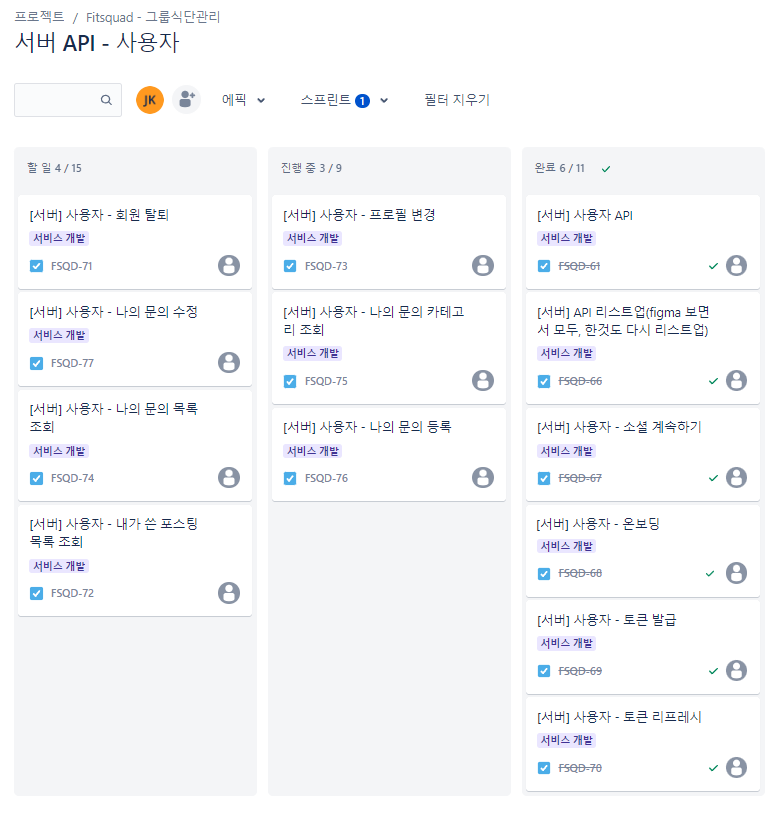 프로젝트 / Fitsquad - 그룹식단관리
서버 API - 사용자
JK
에픽
스프린트 1
필터 지우기
할 일 4 / 15
[서버] 사용자 - 회원 탈퇴
서비스 개발
FSQD-71
[서버] 사용자 - 나의 문의 수정
서비스 개발
FSQD-77
[서버] 사용자 - 나의 문의 목록
조회
서비스 개발
FSQD-74
[서버] 사용자 - 내가 쓴 포스팅
목록 조회
서비스 개발
FSQD-72
진행 중 3 / 9
[서버] 사용자 - 프로필 변경
서비스 개발
FSQD-73
[서버] 사용자 - 나의 문의 카테고
리 조회
서비스 개발
FSQD-75
[서버] 사용자 - 나의 문의 등록
서비스 개발
FSQD-76
완료 6 / 11
[서버] 사용자 API
서비스 개발
FSQD-61
[서버] API 리스트업(figma 보면
서 모두, 한것도 다시 리스트업)
서비스 개발
FSQD-66
[서버] 사용자 - 소셜 계속하기
서비스 개발
FSQD-67
[서버] 사용자 - 온보딩
서비스 개발
FSQD-68
[서버] 사용자 - 토큰 발급
서비스 개발
FSQD-69
[서버] 사용자 - 토큰 리프레시
서비스 개발
FSQD-70